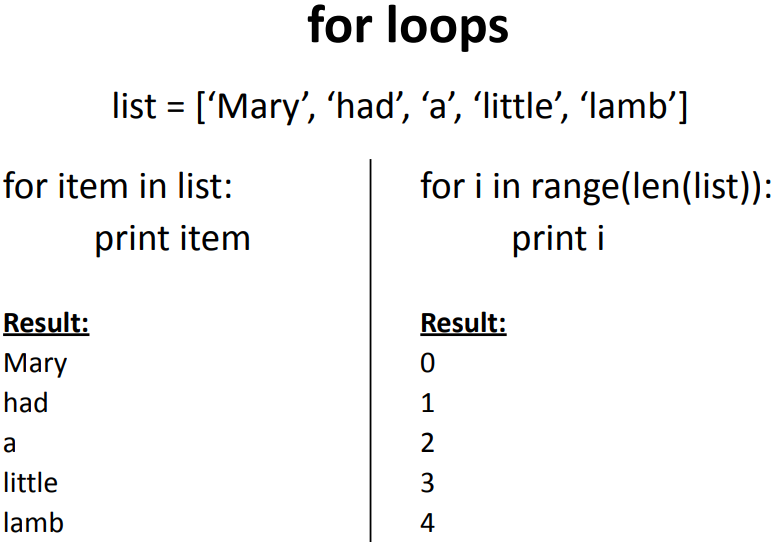 for loops
list = [‘Mary’, ‘had’, ‘a’, ‘little’, ‘lamb’]
for item in list:
print item
Result:
Mary
had
a
little
lamb
for i in range(len(list)):
print i
Result:
0
1
2
3
4